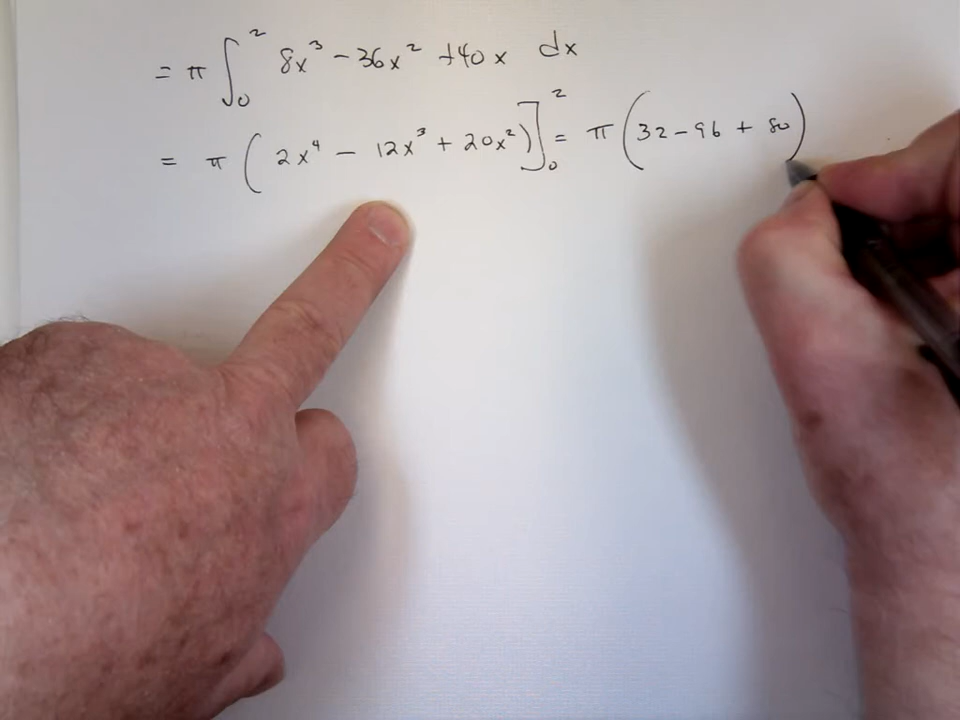 = π ∫₀² 8x³ − 36x² + 40x dx
= π ( 2x⁴ − 12x³ + 20x² ) ]₀² = π ( 32 − 96 + 80 )